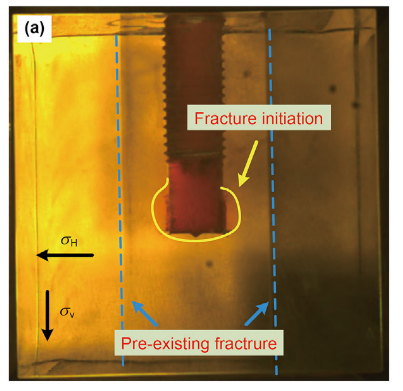 (a)
Fracture initiation
σH
σv
Pre-existing fractrure